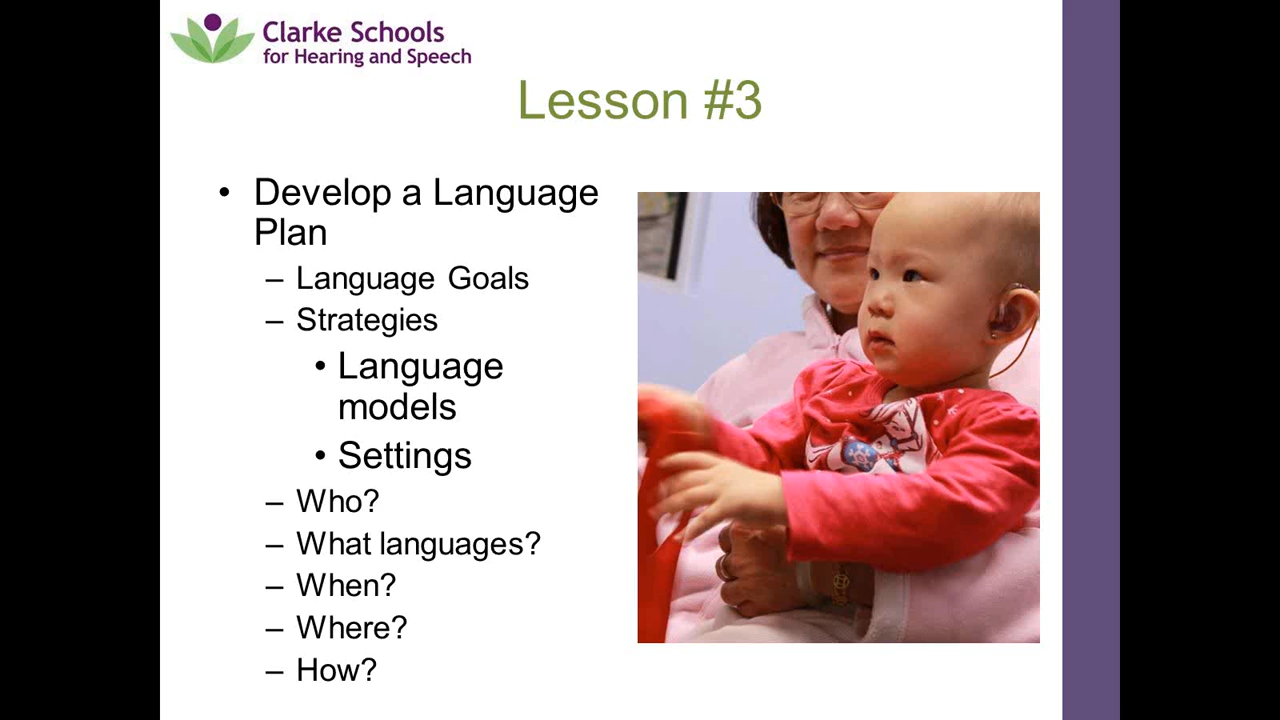 Clarke Schools
for Hearing and Speech
Lesson #3
• Develop a Language
Plan
– Language Goals
– Strategies
• Language
models
• Settings
– Who?
– What languages?
– When?
– Where?
– How?